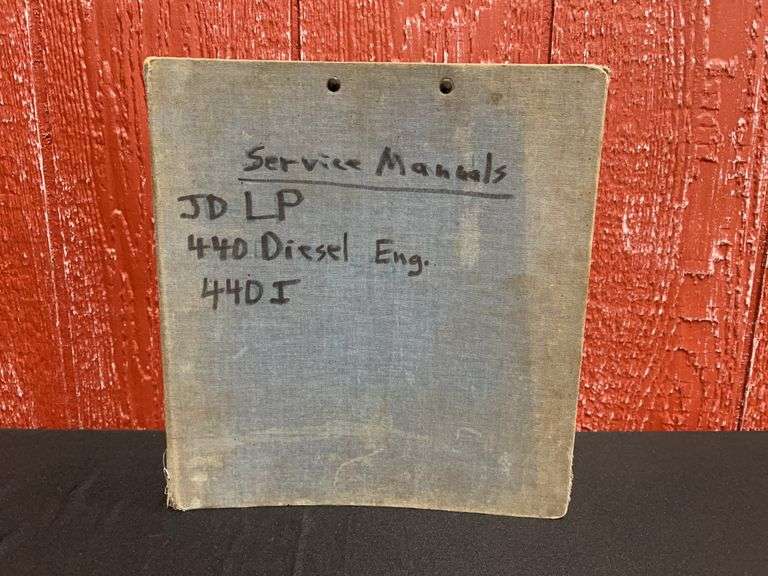 Service Manuals
JD LP
440 Diesel Eng.
440 I